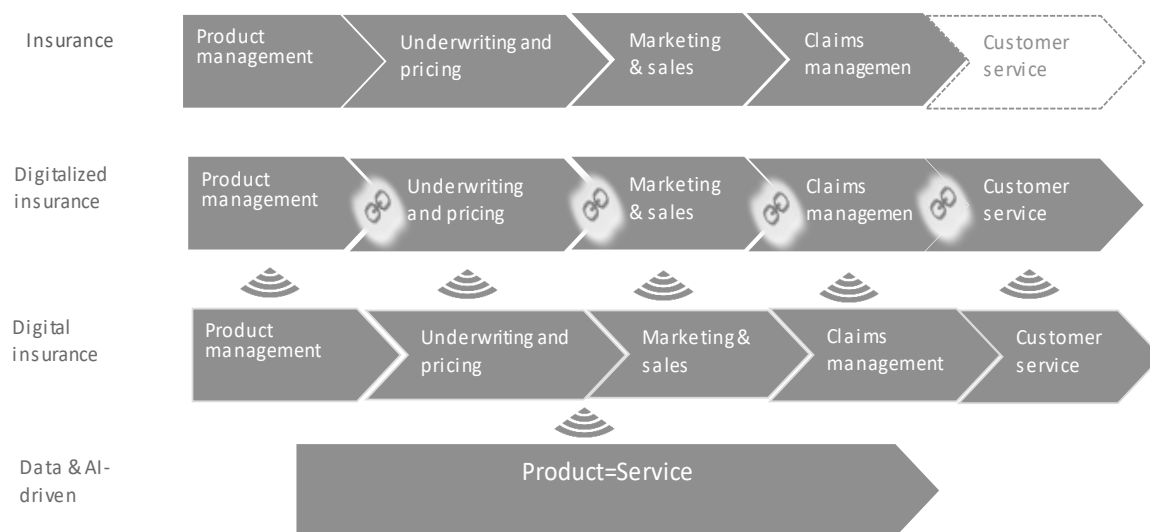 Insurance
Product
management
Underwriting and
pricing
Marketing
& sales
Claims
managemen
Customer
service
Digitalized
insurance
Product
management
Underwriting
and pricing
Marketing
& sales
Claims
managemen
Customer
service
Digital
insurance
Product
management
Underwriting and
pricing
Marketing &
sales
Claims
management
Customer
service
Data & AI-
driven
Product=Service